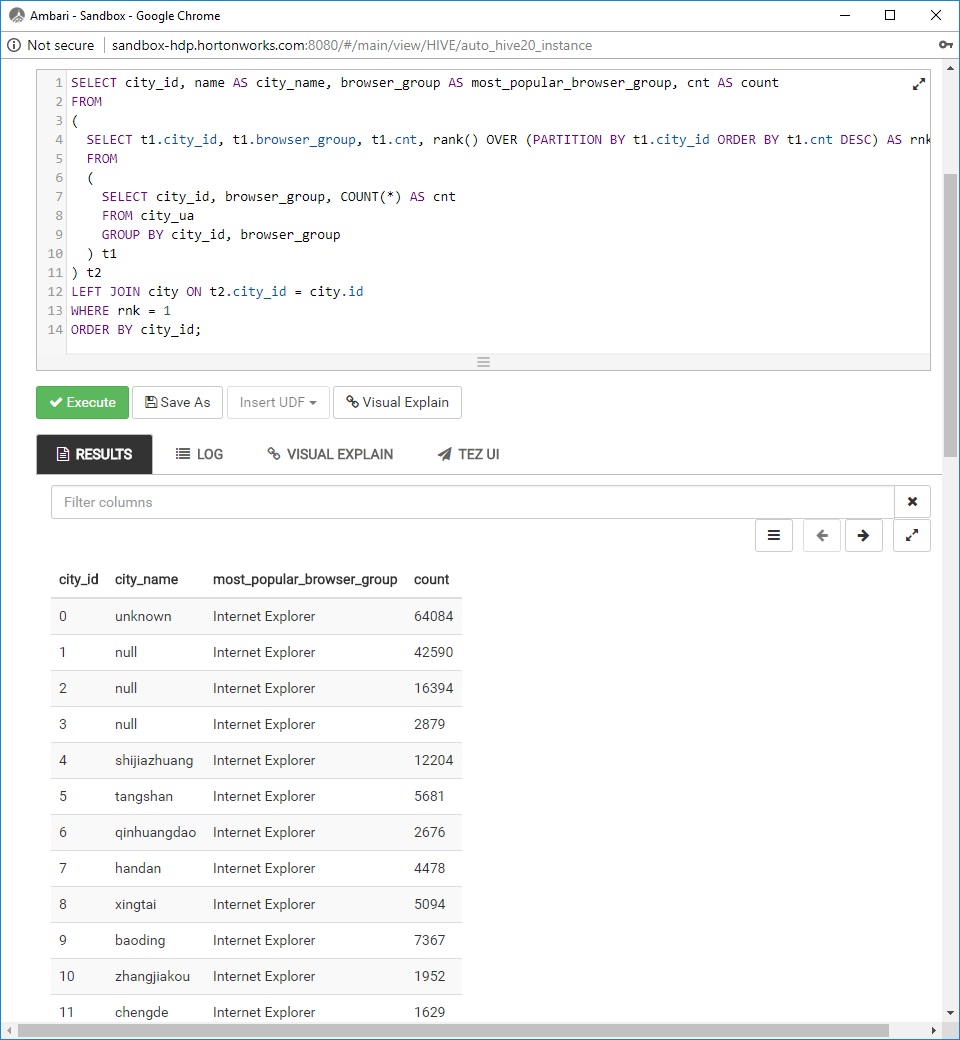 Ambari - Sandbox - Google Chrome
Not secure sandbox-hdp.hortonworks.com:8080/#/main/view/HIVE/auto_hive20_instance
1 SELECT city_id, name AS city_name, browser_group AS most_popular_browser_group, cnt AS count
2 FROM
3 (
4 SELECT t1.city_id, t1.browser_group, t1.cnt, rank() OVER (PARTITION BY t1.city_id ORDER BY t1.cnt DESC) AS rnk
5 FROM
6 (
7 SELECT city_id, browser_group, COUNT(*) AS cnt
8 FROM city_ua
9 GROUP BY city_id, browser_group
10 ) t1
11 ) t2
12 LEFT JOIN city ON t2.city_id = city.id
13 WHERE rnk = 1
14 ORDER BY city_id;
Execute Save As Insert UDF Visual Explain
RESULTS LOG VISUAL EXPLAIN TEZ UI
Filter columns
city_id city_name most_popular_browser_group count
0 unknown Internet Explorer 64084
1 null Internet Explorer 42590
2 null Internet Explorer 16394
3 null Internet Explorer 2879
4 shijiazhuang Internet Explorer 12204
5 tangshan Internet Explorer 5681
6 qinhuangdao Internet Explorer 2676
7 handan Internet Explorer 4478
8 xingtai Internet Explorer 5094
9 baoding Internet Explorer 7367
10 zhangjiakou Internet Explorer 1952
11 chengde Internet Explorer 1629